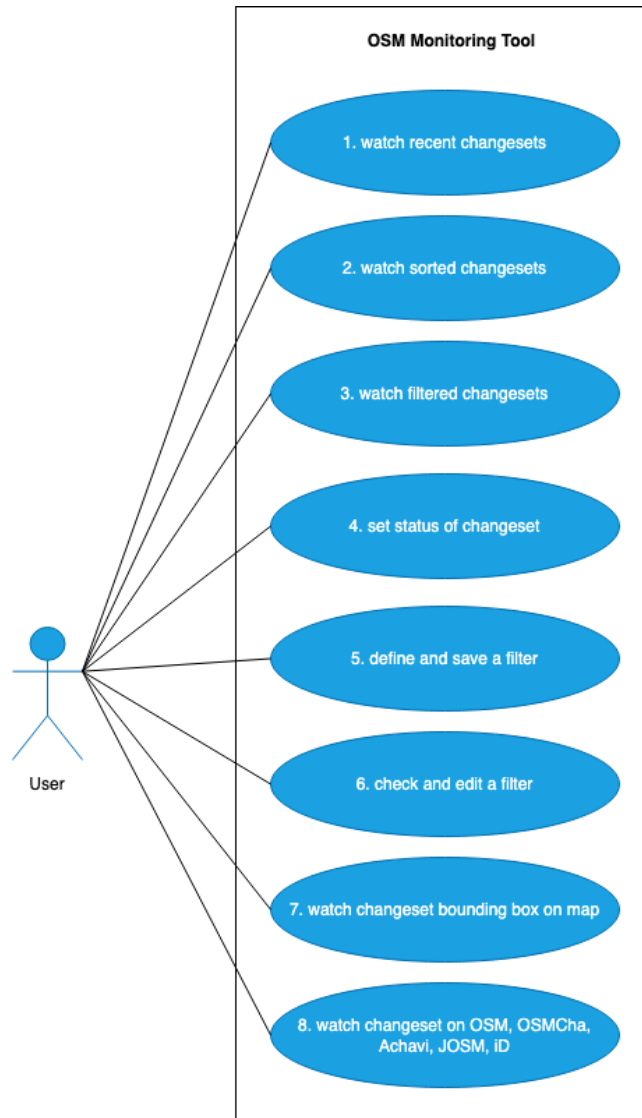 OSM Monitoring Tool
1. watch recent changesets
2. watch sorted changesets
3. watch filtered changesets
4. set status of changeset
5. define and save a filter
User
6. check and edit a filter
7. watch changeset bounding box on map
8. watch changeset on OSM, OSMCha,
Achavi, JOSM, iD